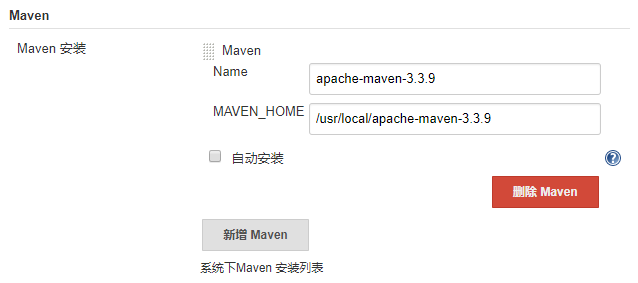 Maven
Maven 安装
Maven
Name
apache-maven-3.3.9
MAVEN_HOME
/usr/local/apache-maven-3.3.9
自动安装
?
删除 Maven
新增 Maven
系统下Maven 安装列表